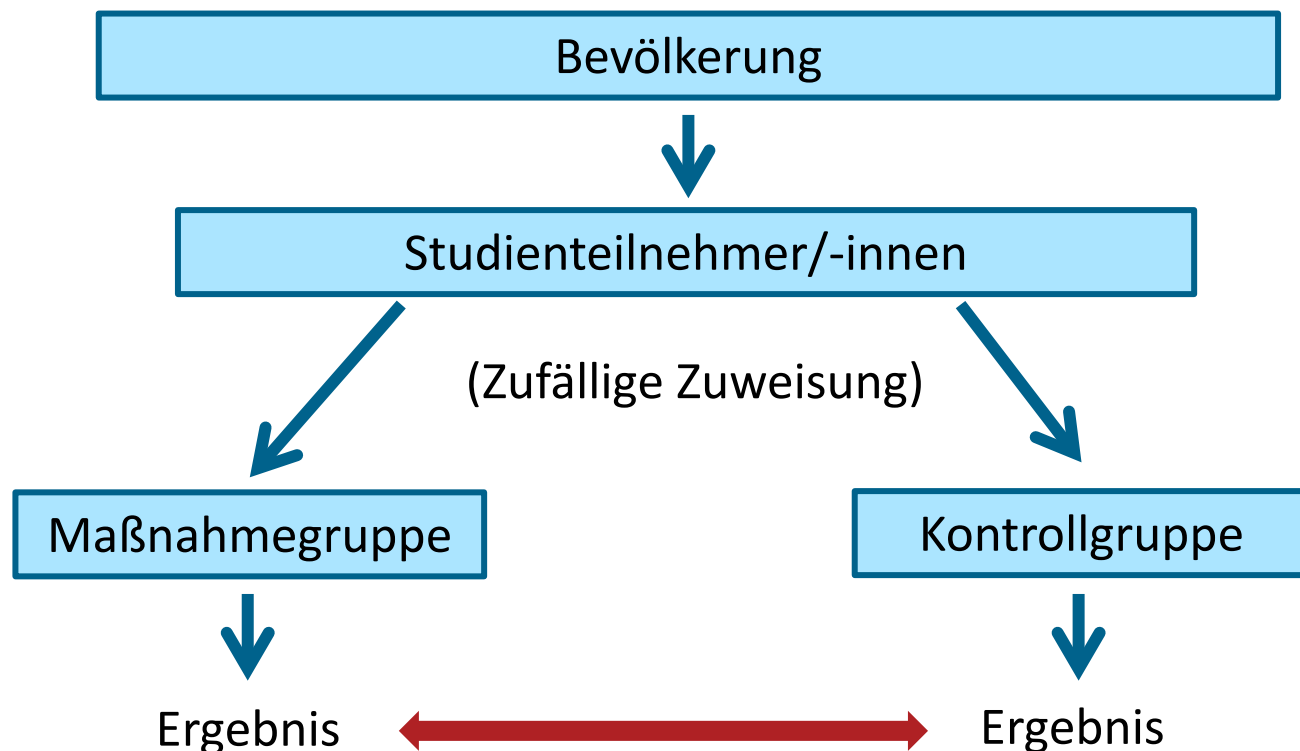 Bevölkerung
Studienteilnehmer/-innen
(Zufällige Zuweisung)
Maßnahmegruppe
Kontrollgruppe
Ergebnis
Ergebnis